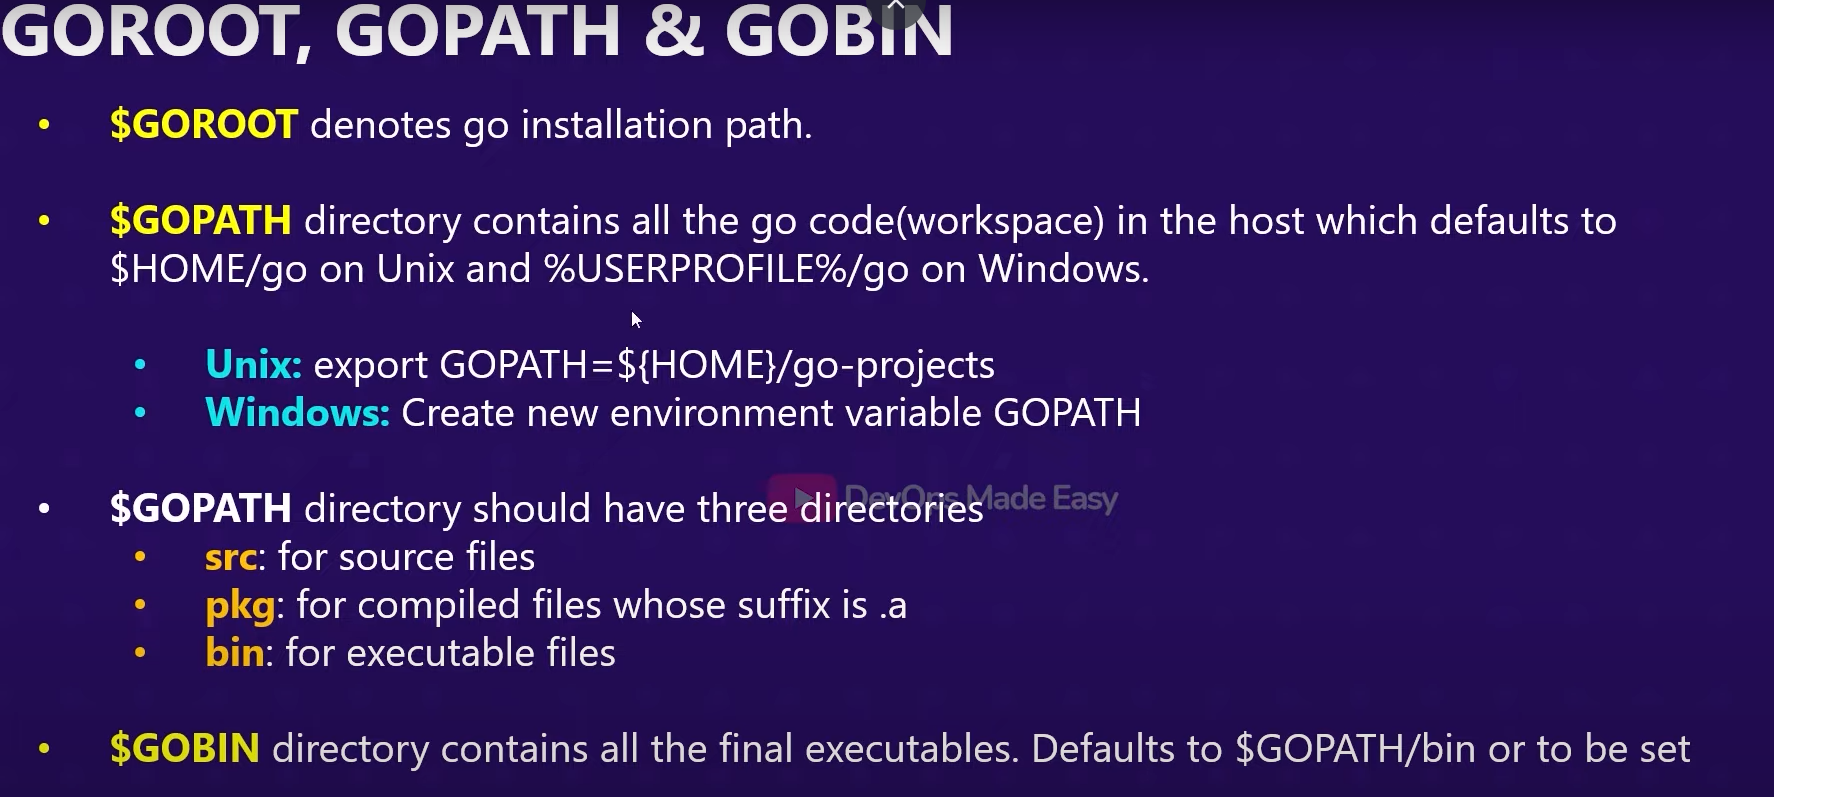 GOROOT, GOPATH & GOBIN
• $GOROOT denotes go installation path.
• $GOPATH directory contains all the go code(workspace) in the host which defaults to
$HOME/go on Unix and %USERPROFILE%/go on Windows.
• Unix: export GOPATH=${HOME}/go-projects
• Windows: Create new environment variable GOPATH
• $GOPATH directory should have three directories
DevOps Made Easy
• src: for source files
• pkg: for compiled files whose suffix is .a
• bin: for executable files
• $GOBIN directory contains all the final executables. Defaults to $GOPATH/bin or to be set